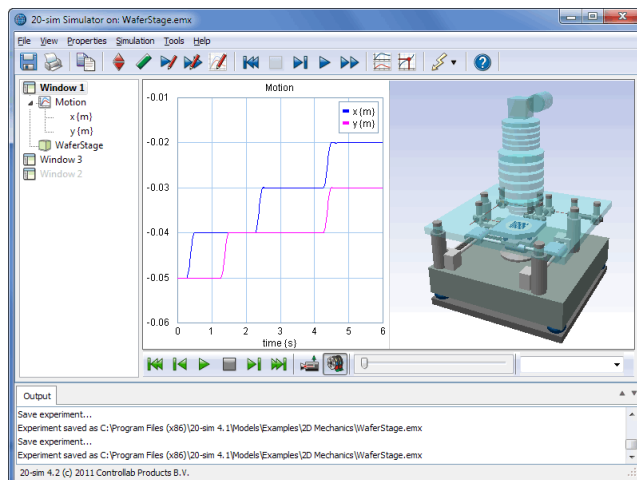 20-sim Simulator on: WaferStage.emx
File View Properties Simulation Tools Help
Window 1
Motion
x {m}
y {m}
WaferStage
Window 3
Window 2
Motion
x {m}
y {m}
-0.01
-0.02
-0.03
-0.04
-0.05
-0.06
0 1 2 3 4 5 6
time {s}
Output
Save experiment...
Experiment saved as C:\Program Files (x86)\20-sim 4.1\Models\Examples\2D Mechanics\WaferStage.emx
Save experiment...
Experiment saved as C:\Program Files (x86)\20-sim 4.1\Models\Examples\2D Mechanics\WaferStage.emx
20-sim 4.2 (c) 2011 Controllab Products B.V.